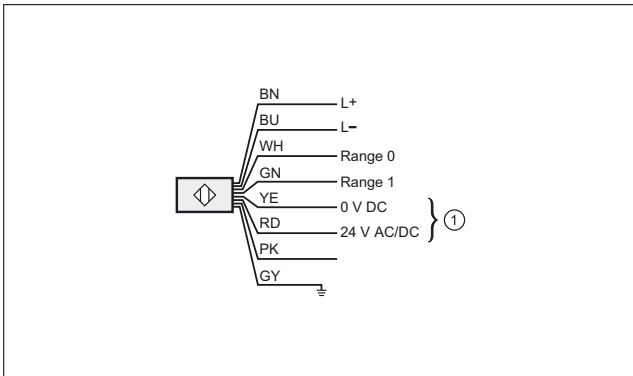 BN L+
BU L–
WH Range 0
GN Range 1
YE 0 V DC
RD 24 V AC/DC
1
PK
GY